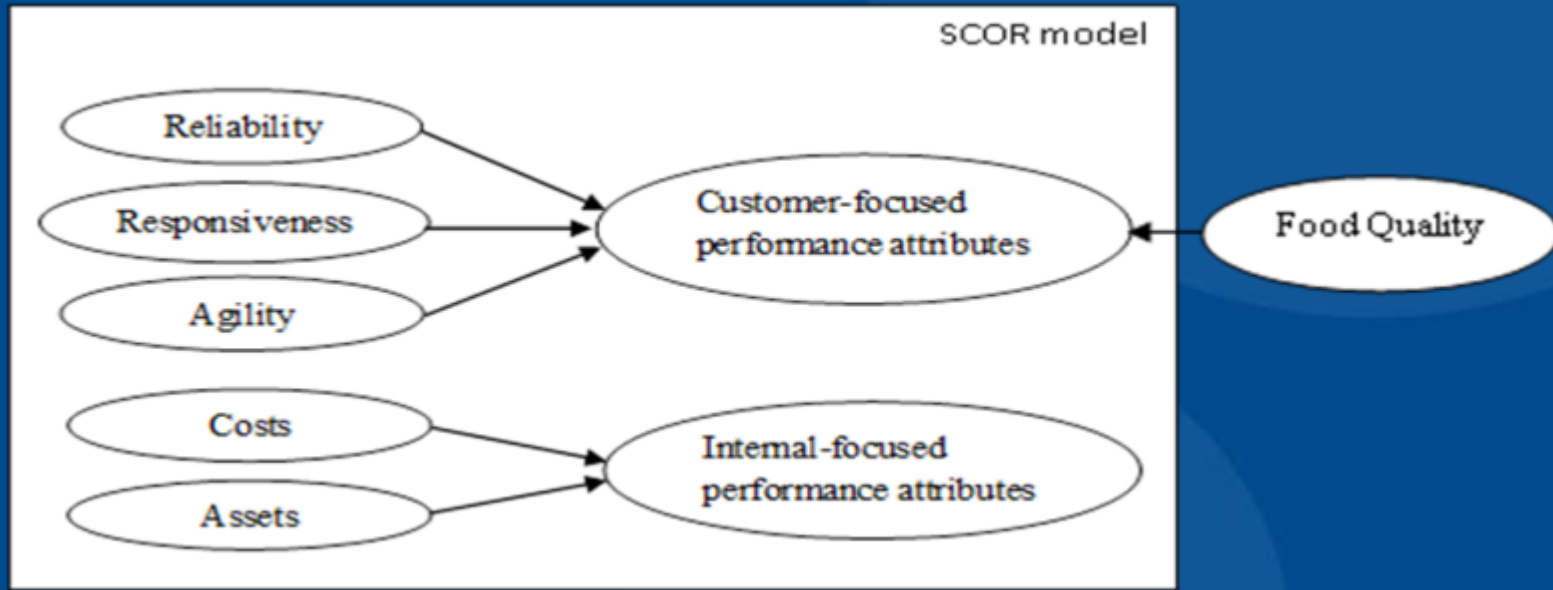 SCOR model
Reliability
Responsiveness
Agility
Customer-focused
performance attributes
Food Quality
Costs
Assets
Internal-focused
performance attributes